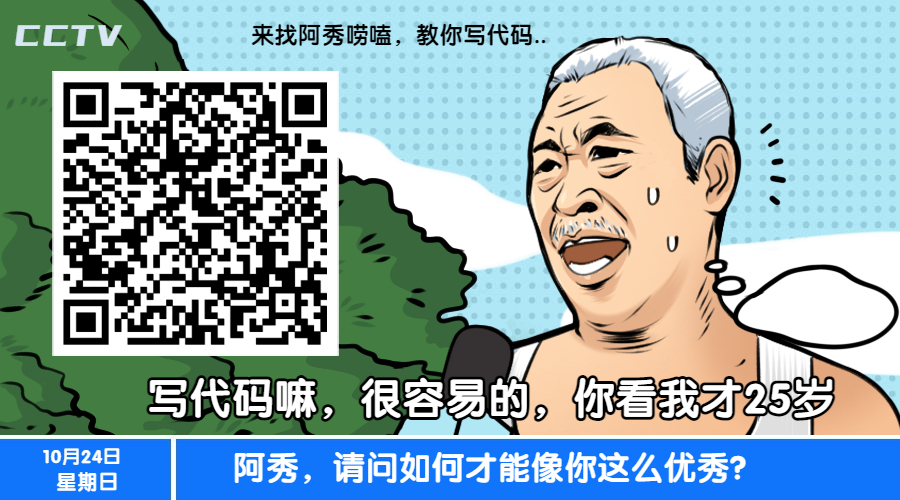 CCTV
来找阿秀唠嗑，教你写代码..
写代码嘛，很容易的，你看我才25岁
10月24日
星期日
阿秀，请问如何才能像你这么优秀?